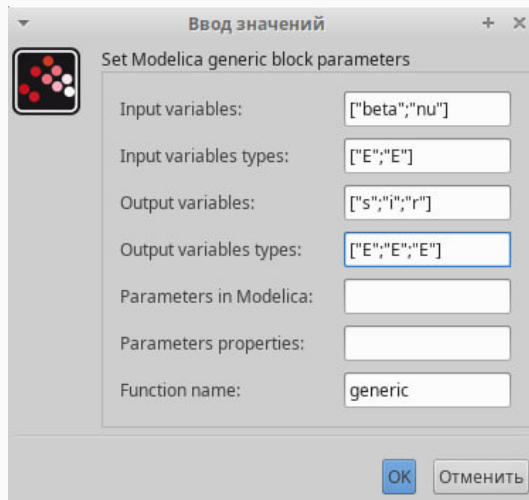 Ввод значений
Set Modelica generic block parameters
Input variables: ["beta";"nu"]
Input variables types: ["E";"E"]
Output variables: ["s";"i";"r"]
Output variables types: ["E";"E";"E"]
Parameters in Modelica:
Parameters properties:
Function name: generic
OK Отменить